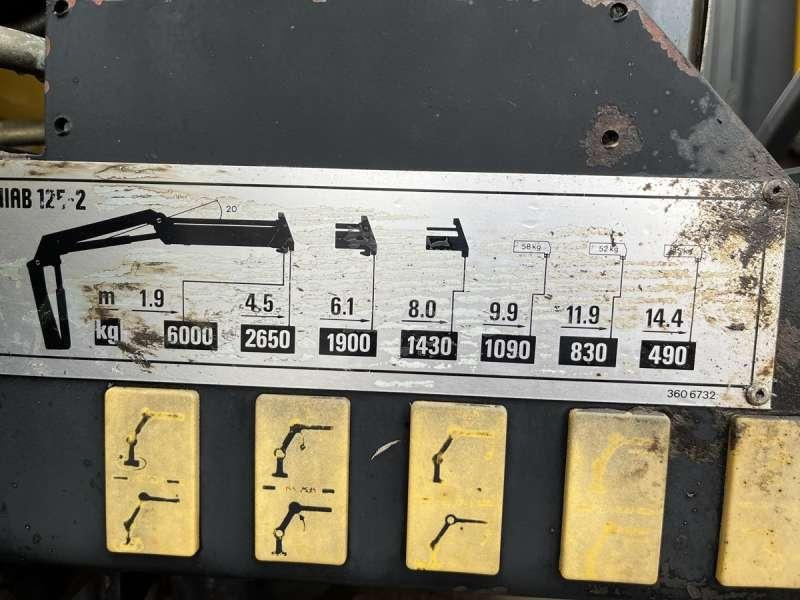 HIAB 125-2
20
58 kg 52 kg
m 1.9 4.5 6.1 8.0 9.9 11.9 14.4
kg 6000 2650 1900 1430 1090 830 490
360 6732